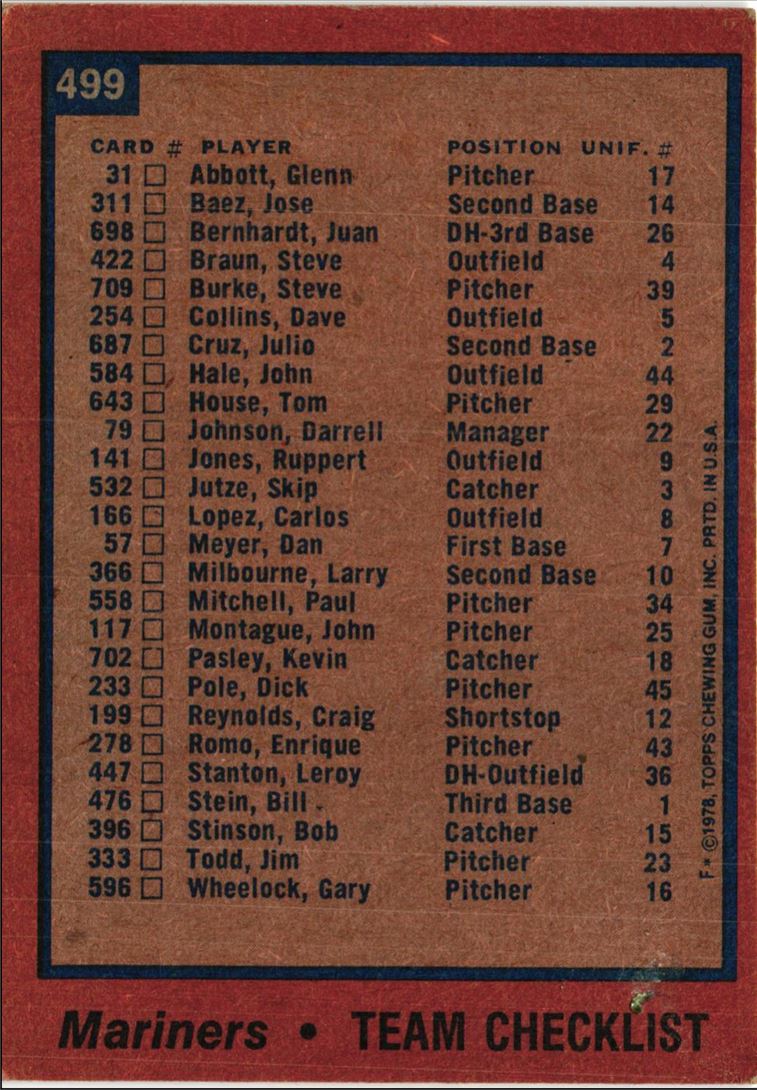 499
CARD # PLAYER POSITION UNIF. #
31 Abbott, Glenn Pitcher 17
311 Baez, Jose Second Base 14
698 Bernhardt, Juan DH-3rd Base 26
422 Braun, Steve Outfield 4
709 Burke, Steve Pitcher 39
254 Collins, Dave Outfield 5
687 Cruz, Julio Second Base 2
584 Hale, John Outfield 44
643 House, Tom Pitcher 29
79 Johnson, Darrell Manager 22
141 Jones, Ruppert Outfield 9
532 Jutze, Skip Catcher 3
166 Lopez, Carlos Outfield 8
57 Meyer, Dan First Base 7
366 Milbourne, Larry Second Base 10
558 Mitchell, Paul Pitcher 34
117 Montague, John Pitcher 25
702 Pasley, Kevin Catcher 18
233 Pole, Dick Pitcher 45
199 Reynolds, Craig Shortstop 12
278 Romo, Enrique Pitcher 43
447 Stanton, Leroy DH-Outfield 36
476 Stein, Bill Third Base 1
396 Stinson, Bob Catcher 15
333 Todd, Jim Pitcher 23
596 Wheelock, Gary Pitcher 16
F* ©1978, TOPPS CHEWING GUM, INC. PRTD. IN U.S.A.
Mariners • TEAM CHECKLIST